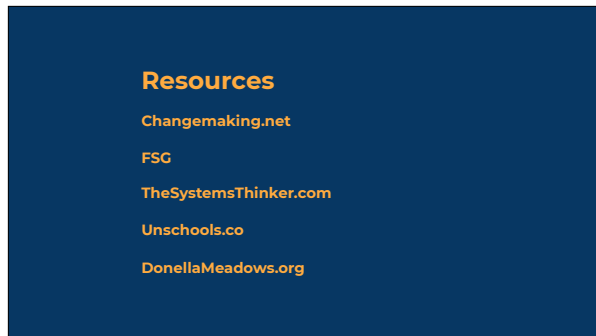 Resources
Changemaking.net
FSG
TheSystemsThinker.com
Unschools.co
DonellaMeadows.org